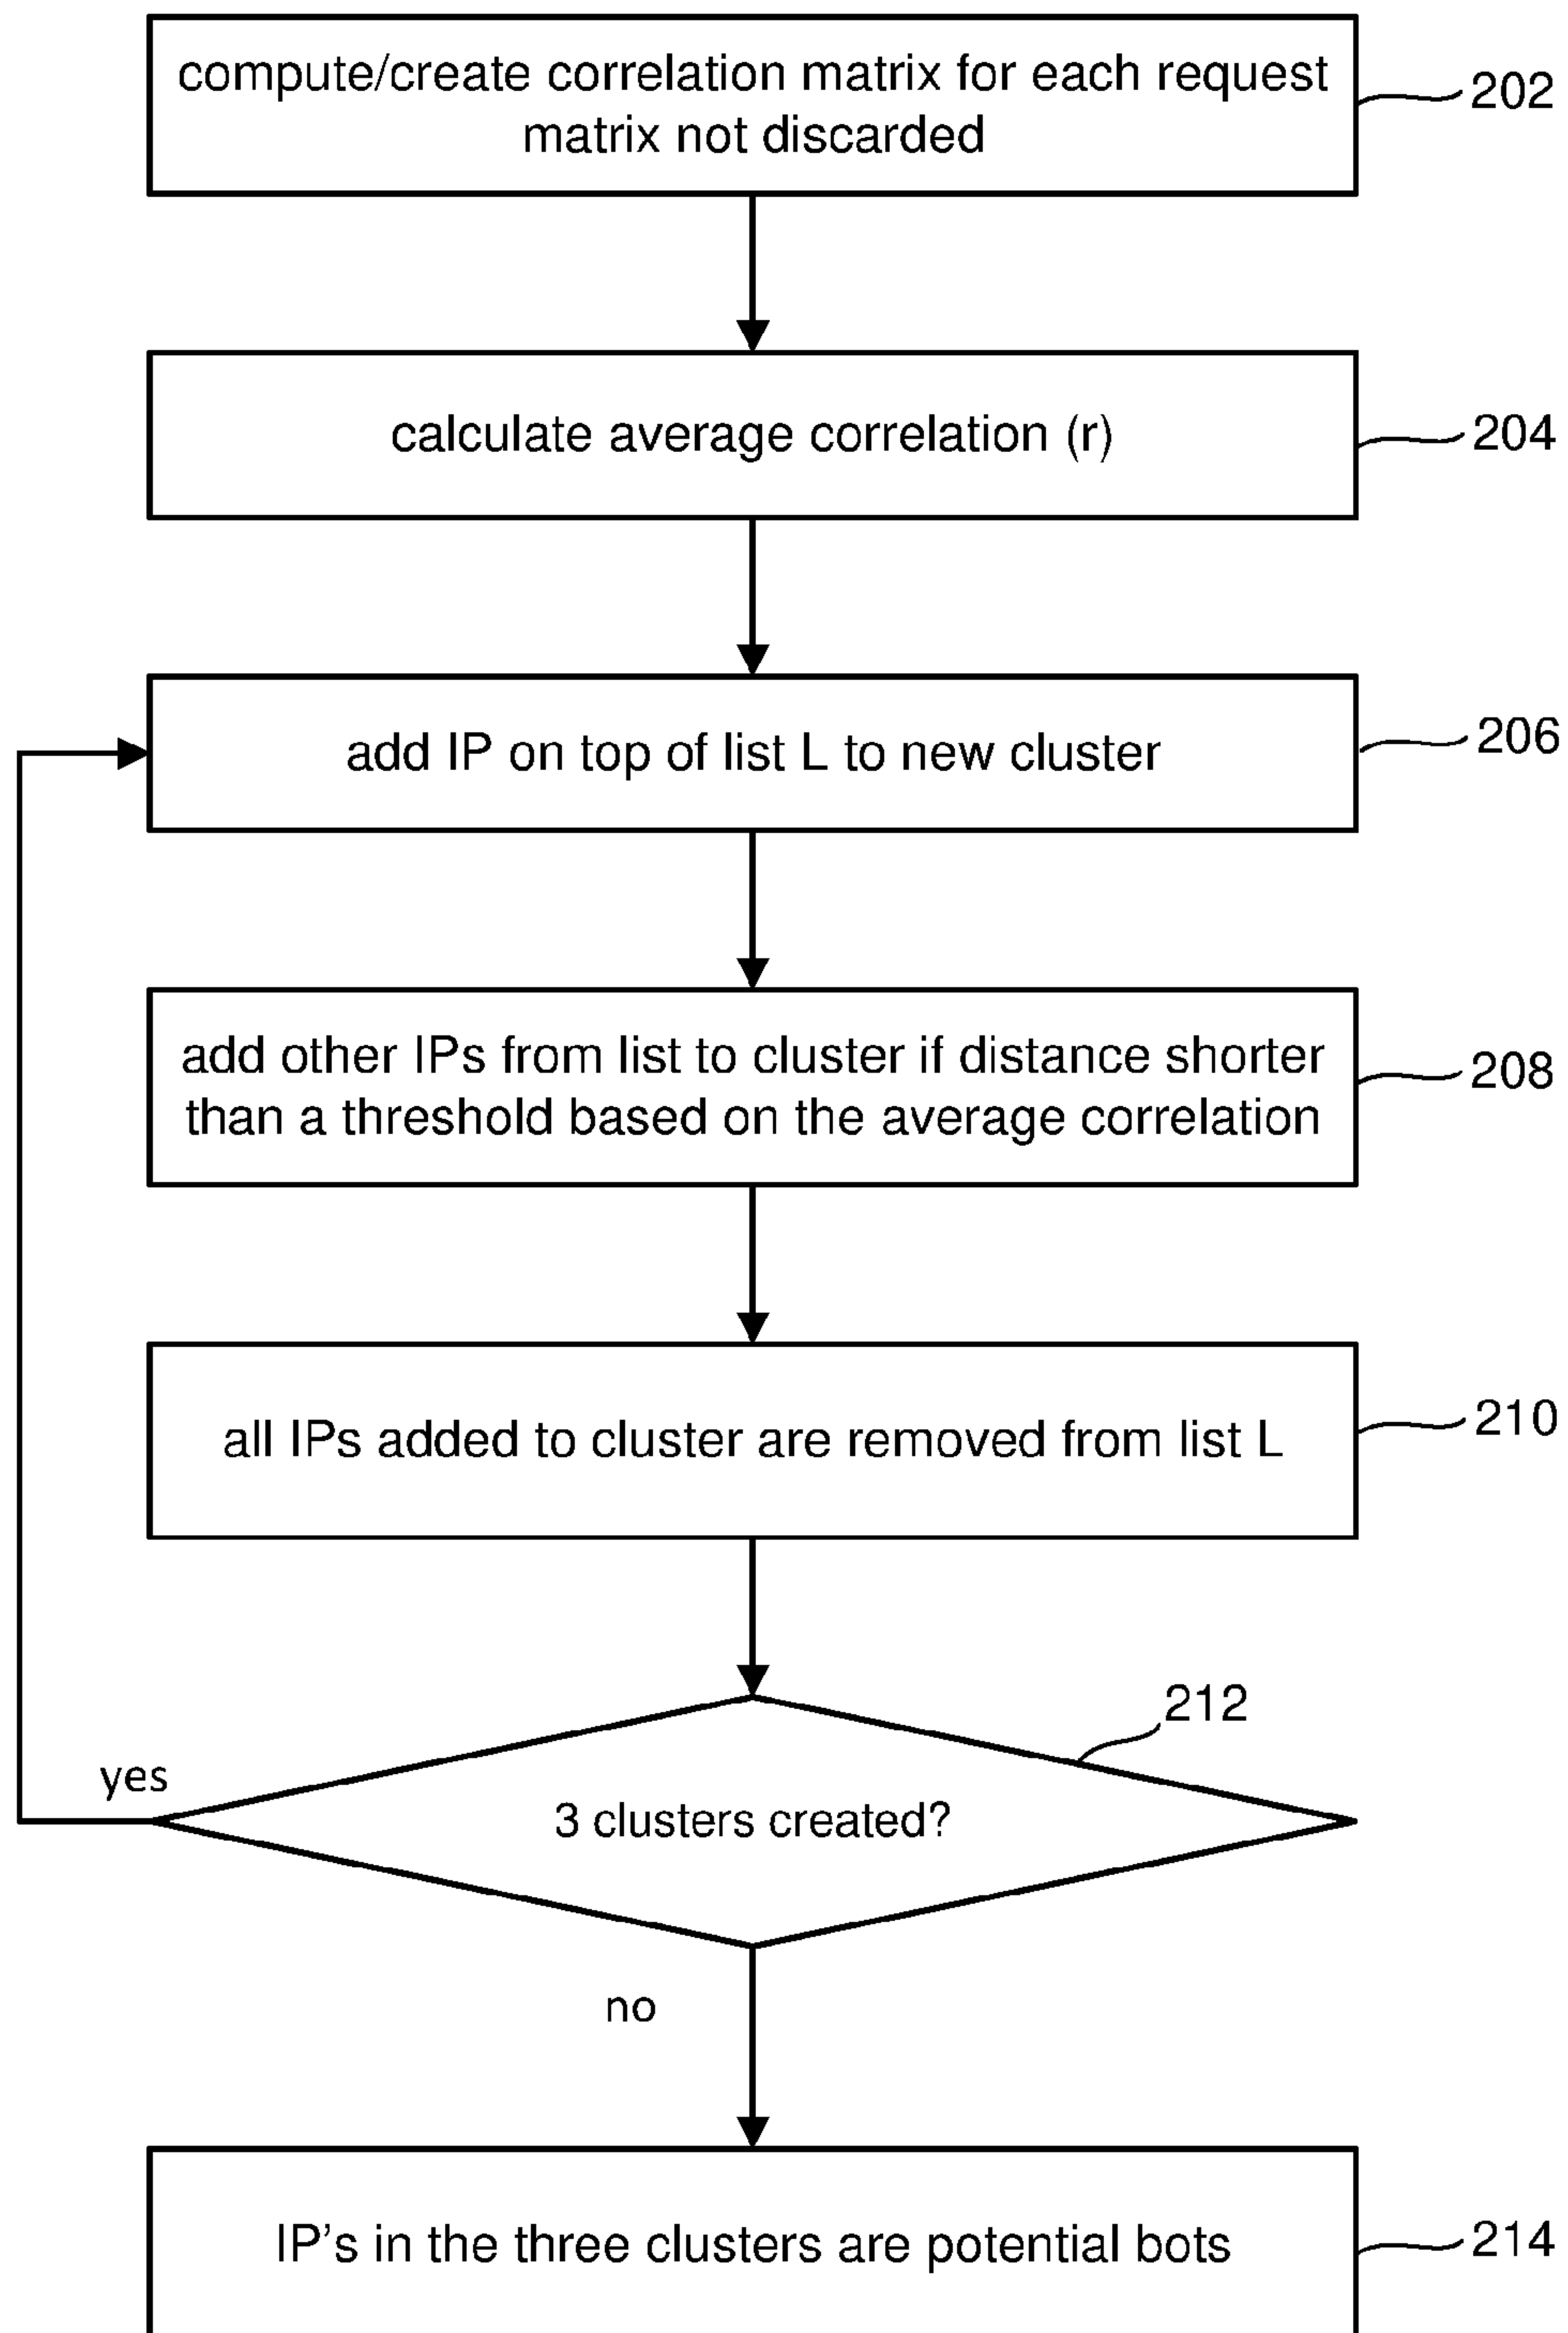 compute/create correlation matrix for each request
matrix not discarded
202
calculate average correlation (r)
204
add IP on top of list L to new cluster
206
add other IPs from list to cluster if distance shorter
than a threshold based on the average correlation
208
all IPs added to cluster are removed from list L
210
212
yes
3 clusters created?
no
IP's in the three clusters are potential bots
214